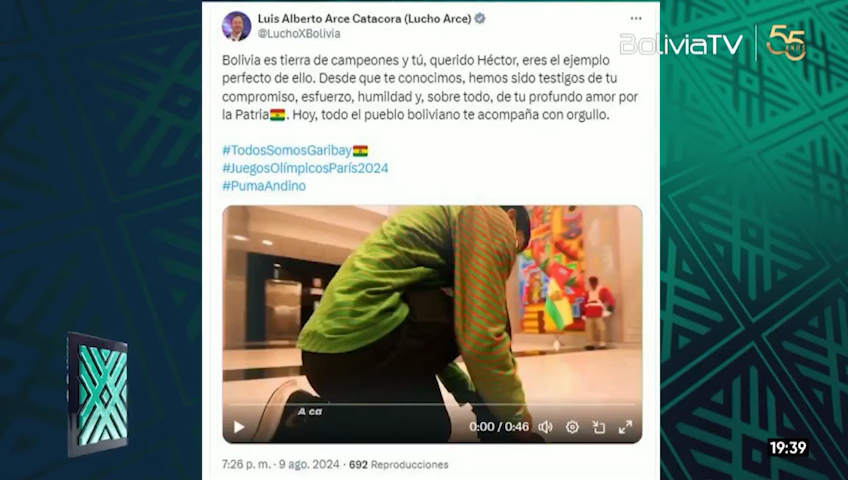 Luis Alberto Arce Catacora (Lucho Arce)
@LuchoXBolivia
BoliviaTV
55
AÑOS
Bolivia es tierra de campeones y tú, querido Héctor, eres el ejemplo
perfecto de ello. Desde que te conocimos, hemos sido testigos de tu
compromiso, esfuerzo, humildad y, sobre todo, de tu profundo amor por
la Patria🇧🇴. Hoy, todo el pueblo boliviano te acompaña con orgullo.
#TodosSomosGaribay🇧🇴
#JuegosOlímpicosParís2024
#PumaAndino
A ca
0:00 / 0:46
7:26 p. m. · 9 ago. 2024 · 692 Reproducciones
19:39